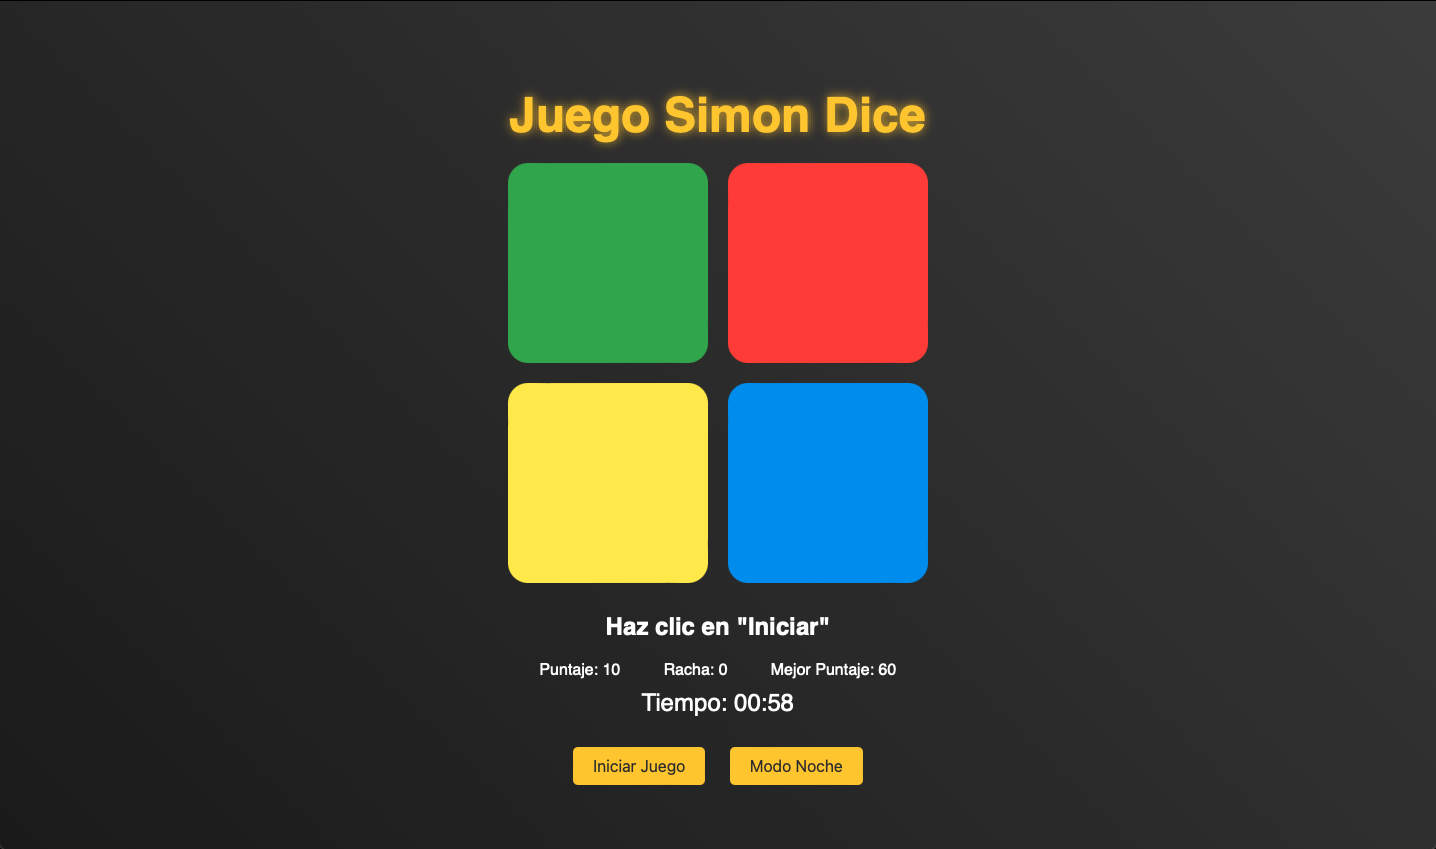 Juego Simon Dice
Haz clic en "Iniciar"
Puntaje: 10 Racha: 0 Mejor Puntaje: 60
Tiempo: 00:58
Iniciar Juego Modo Noche